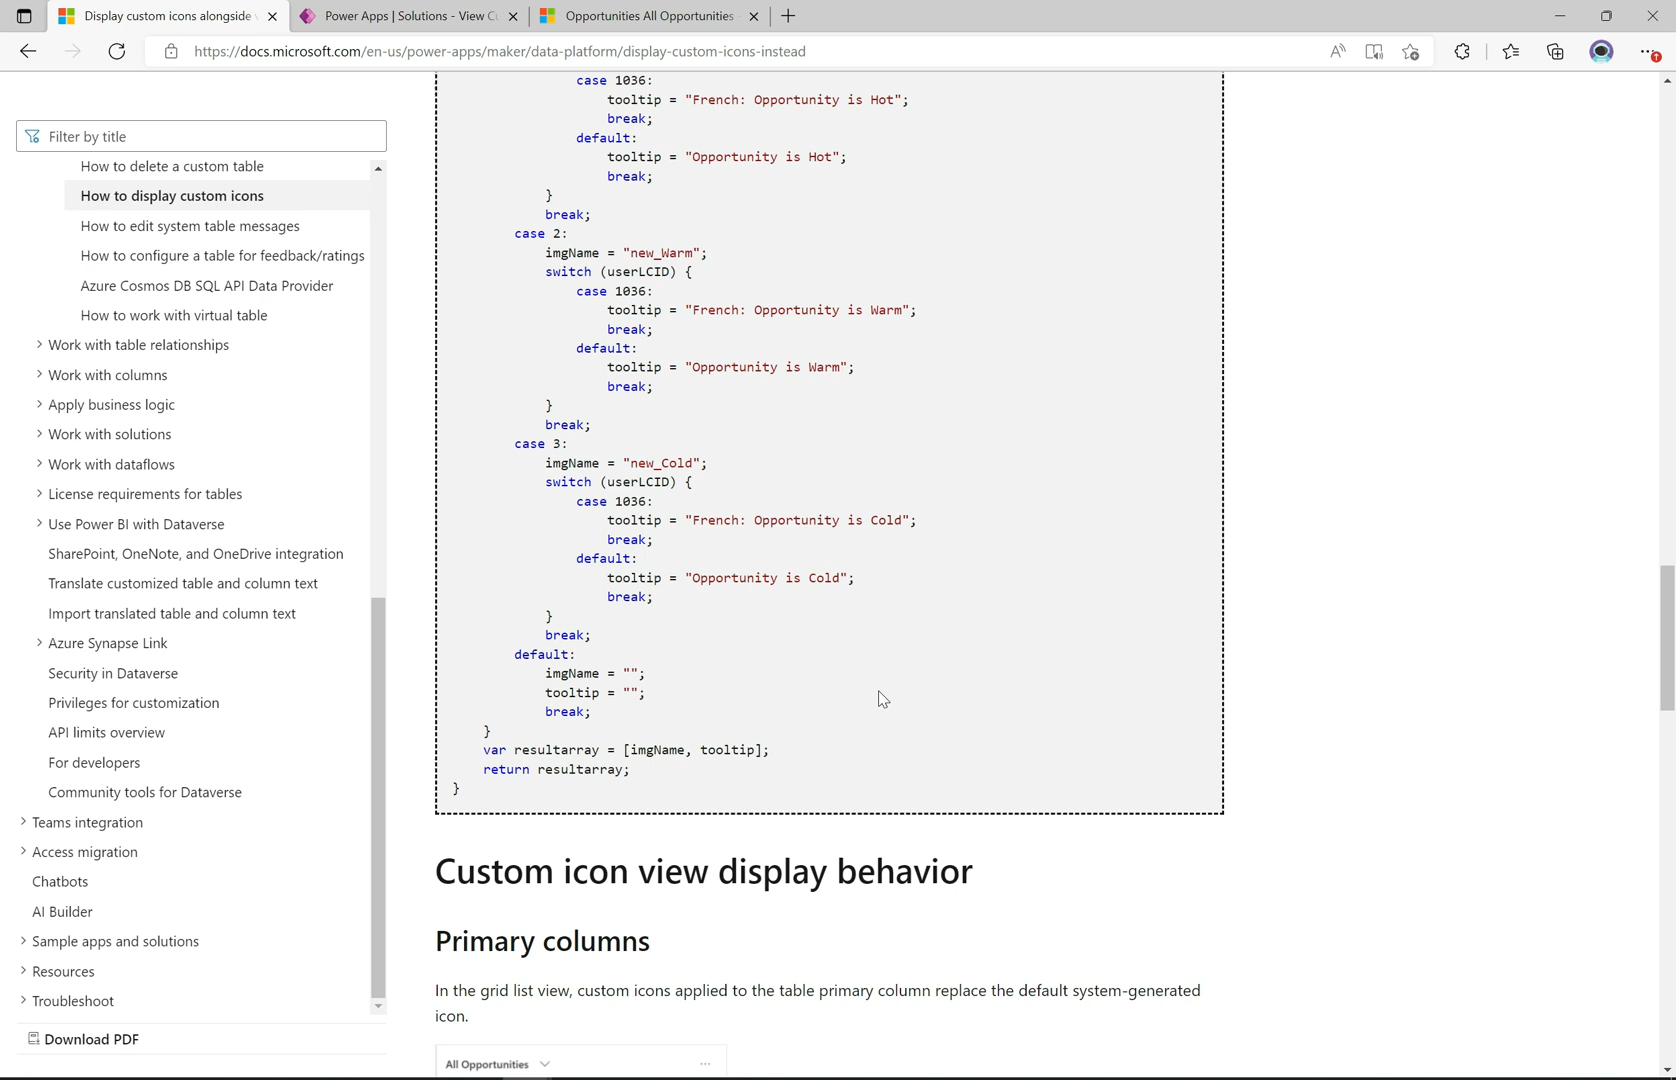 Display custom icons alongside
Power Apps | Solutions - View Cu
Opportunities All Opportunities -
https://docs.microsoft.com/en-us/power-apps/maker/data-platform/display-custom-icons-instead
Filter by title
How to delete a custom table
How to display custom icons
How to edit system table messages
How to configure a table for feedback/ratings
Azure Cosmos DB SQL API Data Provider
How to work with virtual table
Work with table relationships
Work with columns
Apply business logic
Work with solutions
Work with dataflows
License requirements for tables
Use Power BI with Dataverse
SharePoint, OneNote, and OneDrive integration
Translate customized table and column text
Import translated table and column text
Azure Synapse Link
Security in Dataverse
Privileges for customization
API limits overview
For developers
Community tools for Dataverse
Teams integration
Access migration
Chatbots
AI Builder
Sample apps and solutions
Resources
Troubleshoot
Download PDF
case 1036:
tooltip = "French: Opportunity is Hot";
break;
default:
tooltip = "Opportunity is Hot";
break;
}
break;
case 2:
imgName = "new_Warm";
switch (userLCID) {
case 1036:
tooltip = "French: Opportunity is Warm";
break;
default:
tooltip = "Opportunity is Warm";
break;
}
break;
case 3:
imgName = "new_Cold";
switch (userLCID) {
case 1036:
tooltip = "French: Opportunity is Cold";
break;
default:
tooltip = "Opportunity is Cold";
break;
}
break;
default:
imgName = "";
tooltip = "";
break;
}
var resultarray = [imgName, tooltip];
return resultarray;
}
Custom icon view display behavior
Primary columns
In the grid list view, custom icons applied to the table primary column replace the default system-generated
icon.
All Opportunities